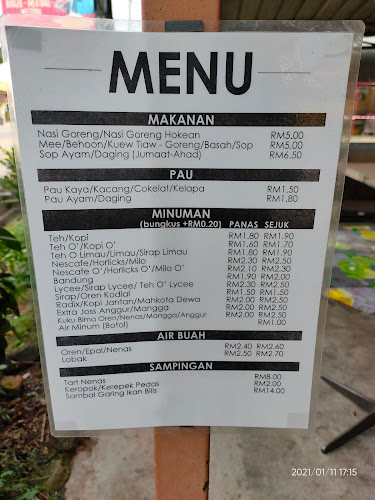 MENU
MAKANAN
Nasi Goreng/Nasi Goreng Hokean RM5.00
Mee/Behoon/Kuew Tiaw - Goreng/Basah/Sop RM5.00
Sop Ayam/Daging (Jumaat-Ahad) RM6.50
PAU
Pau Kaya/Kacang/Cokelat/Kelapa RM1.50
Pau Ayam/Daging RM1.80
MINUMAN
(bungkus +RM0.20) PANAS SEJUK
Teh/Kopi RM1.80 RM1.90
Teh O'/Kopi O' RM1.60 RM1.70
Teh O Limau/Limau/Sirap Limau RM1.80 RM1.90
Nescafe/Horlicks/Milo RM2.30 RM2.50
Nescafe O'/Horlicks O'/Milo O' RM2.10 RM2.30
Bandung RM1.90 RM2.00
Lycee/Sirap Lycee/ Teh O' Lycee RM2.30 RM2.50
Sirap/Oren Kodial RM1.50 RM1.50
Radix/Kopi Jantan/Mahkota Dewa RM2.00 RM2.50
Extra Joss Anggur/Mangga RM2.00 RM2.50
Kuku Bima Oren/Nenas/Mangga/Anggur RM2.00 RM2.50
Air Minum (Botol) RM1.00
AIR BUAH
Oren/Epal/Nenas RM2.40 RM2.60
Lobak RM2.50 RM2.70
SAMPINGAN
Tart Nenas RM8.00
Keropok/Kerepek Pedas RM2.00
Sambal Garing Ikan Bilis RM14.00
2021/01/11 17:15